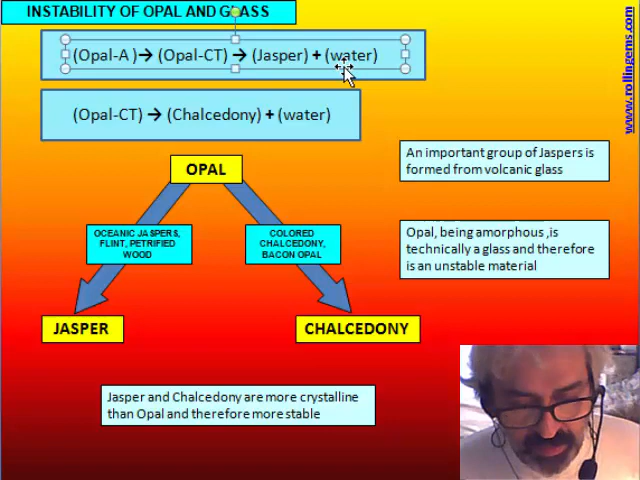 INSTABILITY OF OPAL AND GLASS
(Opal-A )→ (Opal-CT) → (Jasper) + (water)
(Opal-CT) → (Chalcedony) + (water)
www.rollingems.com
An important group of Jaspers is
formed from volcanic glass
OPAL
OCEANIC JASPERS,
FLINT, PETRIFIED
WOOD
COLORED
CHALCEDONY,
BACON OPAL
Opal, being amorphous ,is
technically a glass and therefore
is an unstable material
JASPER
CHALCEDONY
Jasper and Chalcedony are more crystalline
than Opal and therefore more stable